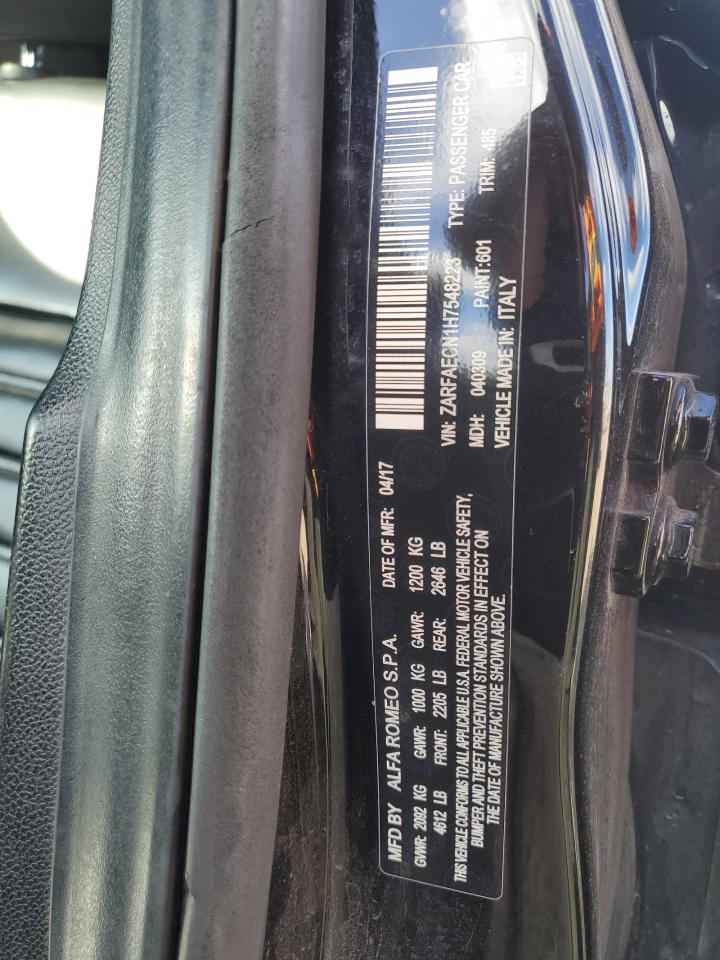 MFD BY ALFA ROMEO S.P.A. DATE OF MFR: 04/17
GVWR: 2092 KG GAWR: 1000 KG GAWR: 1200 KG
4612 LB FRONT: 2205 LB REAR: 2646 LB
THIS VEHICLE CONFORMS TO ALL APPLICABLE U.S.A. FEDERAL MOTOR VEHICLE SAFETY,
BUMPER AND THEFT PREVENTION STANDARDS IN EFFECT ON
THE DATE OF MANUFACTURE SHOWN ABOVE.
VIN: ZARFAECN1H7548223 TYPE: PASSENGER CAR
MDH: 040309 PAINT:601 TRIM: 485
VEHICLE MADE IN: ITALY